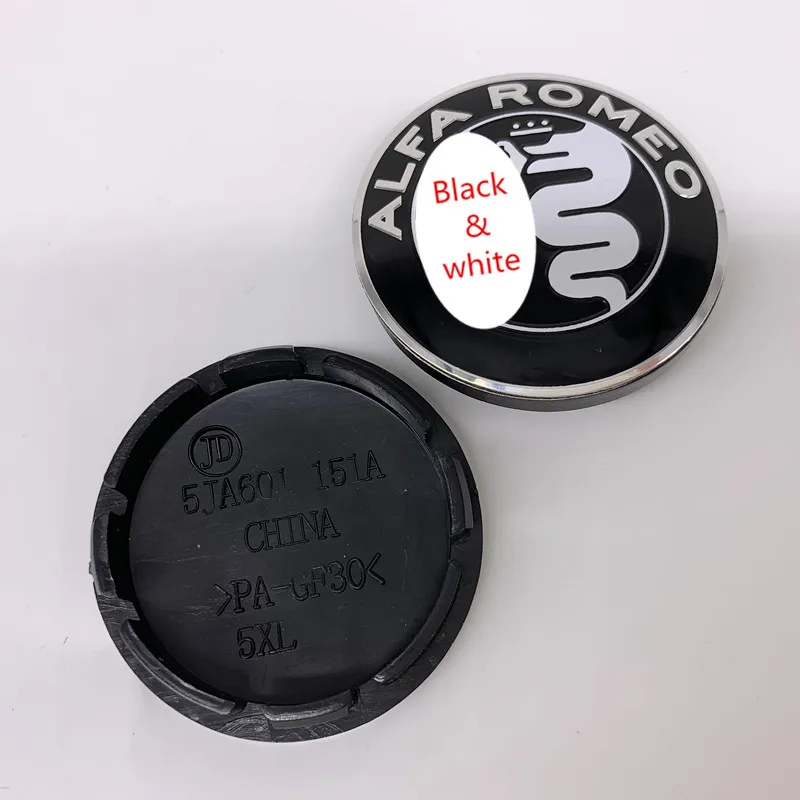 ALFA ROMEO
Black
&
white
JD
5JA601 151A
CHINA
>PA-GF30<
5XL